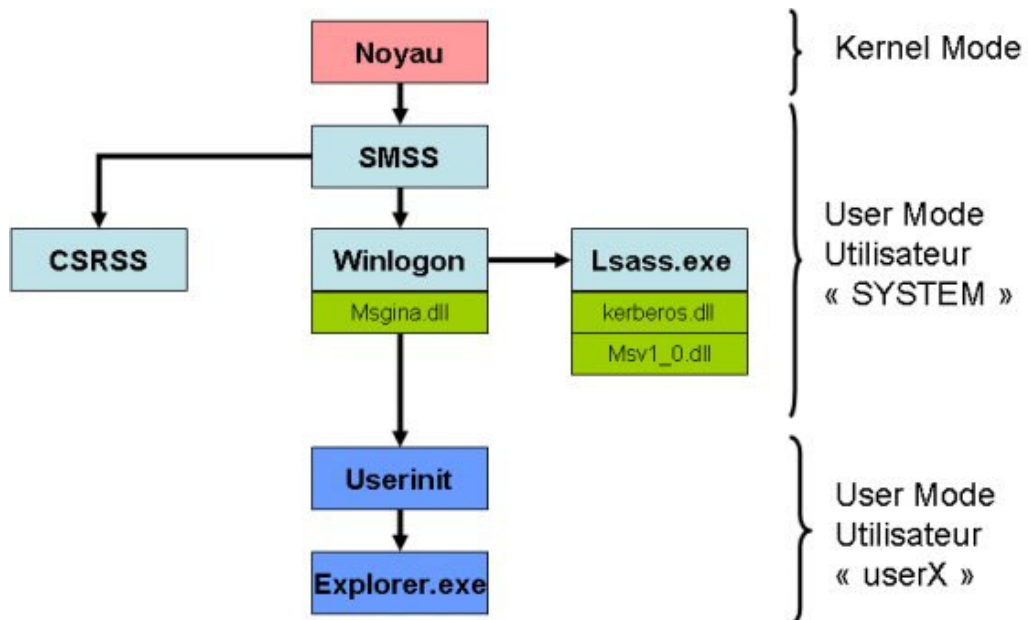 Noyau
Kernel Mode
SMSS
CSRSS
Winlogon
Msgina.dll
Lsass.exe
kerberos.dll
Msv1_0.dll
User Mode
Utilisateur
« SYSTEM »
Userinit
Explorer.exe
User Mode
Utilisateur
« userX »